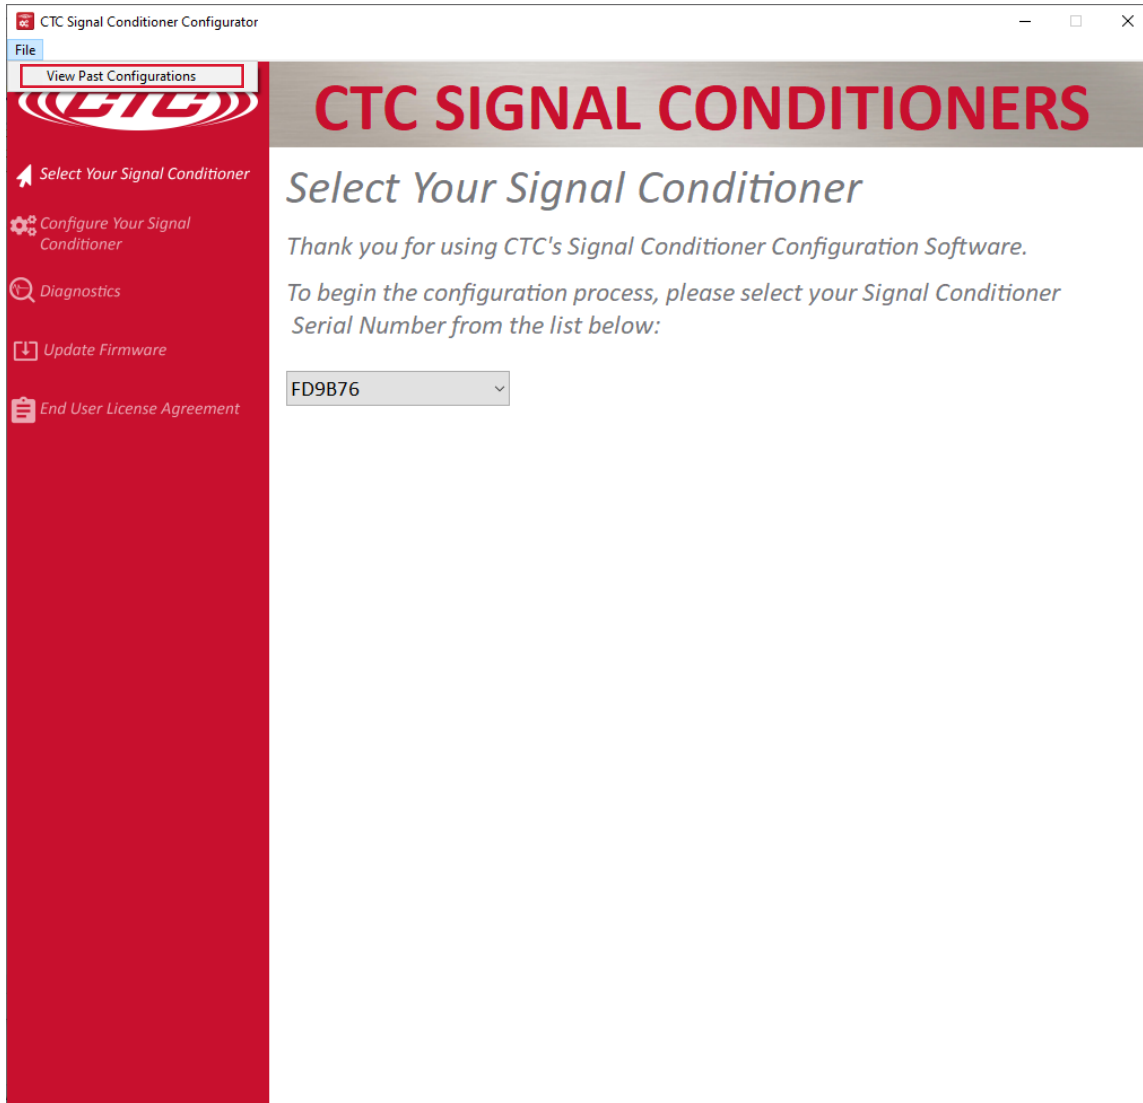 CTC Signal Conditioner Configurator
File
View Past Configurations
CTC
CTC SIGNAL CONDITIONERS
Select Your Signal Conditioner
Configure Your Signal
Conditioner
Diagnostics
Update Firmware
End User License Agreement
Select Your Signal Conditioner
Thank you for using CTC's Signal Conditioner Configuration Software.
To begin the configuration process, please select your Signal Conditioner
Serial Number from the list below:
FD9B76